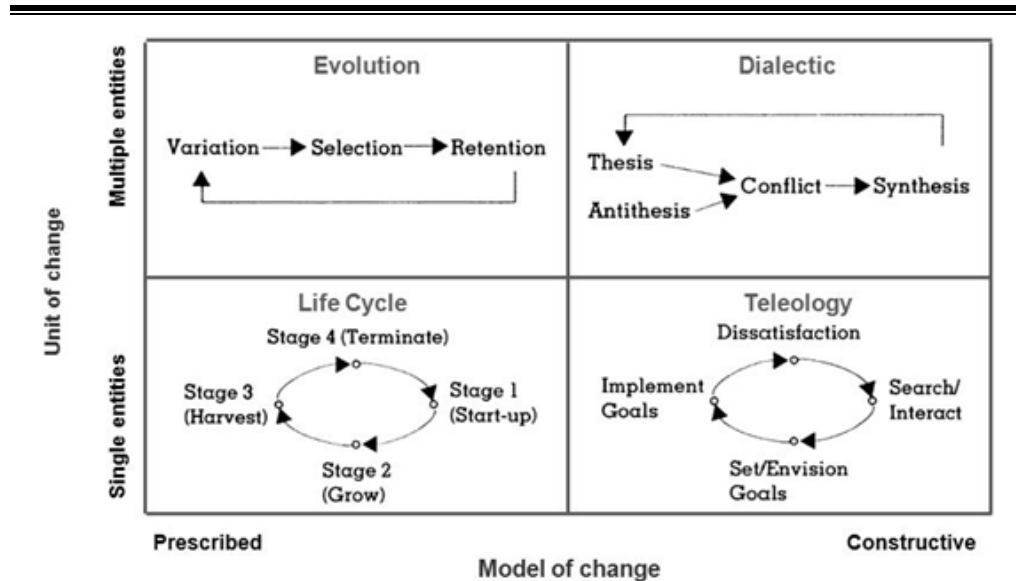 Evolution
Variation
Selection
Retention
Dialectic
Thesis
Antithesis
Conflict
Synthesis
Life Cycle
Stage 4 (Terminate)
Stage 3
(Harvest)
Stage 1
(Start-up)
Stage 2
(Grow)
Teleology
Dissatisfaction
Implement
Goals
Search/
Interact
Set/Envision
Goals
Multiple entities
Unit of change
Single entities
Prescribed
Constructive
Model of change